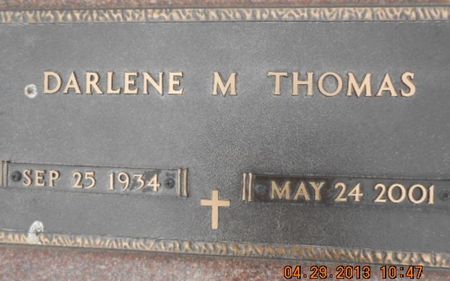 DARLENE M THOMAS
SEP 25 1934 MAY 24 2001
04.29.2013 10:47